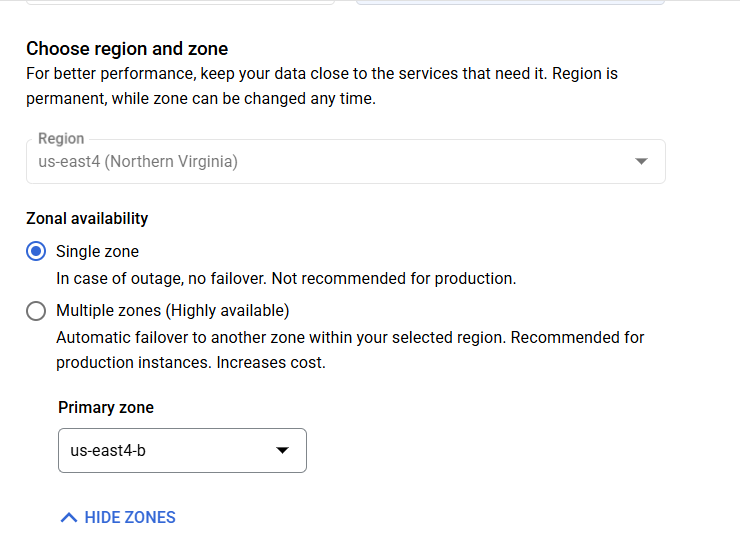 Choose region and zone
For better performance, keep your data close to the services that need it. Region is
permanent, while zone can be changed any time.
Region
us-east4 (Northern Virginia)
Zonal availability
Single zone
In case of outage, no failover. Not recommended for production.
Multiple zones (Highly available)
Automatic failover to another zone within your selected region. Recommended for
production instances. Increases cost.
Primary zone
us-east4-b
HIDE ZONES